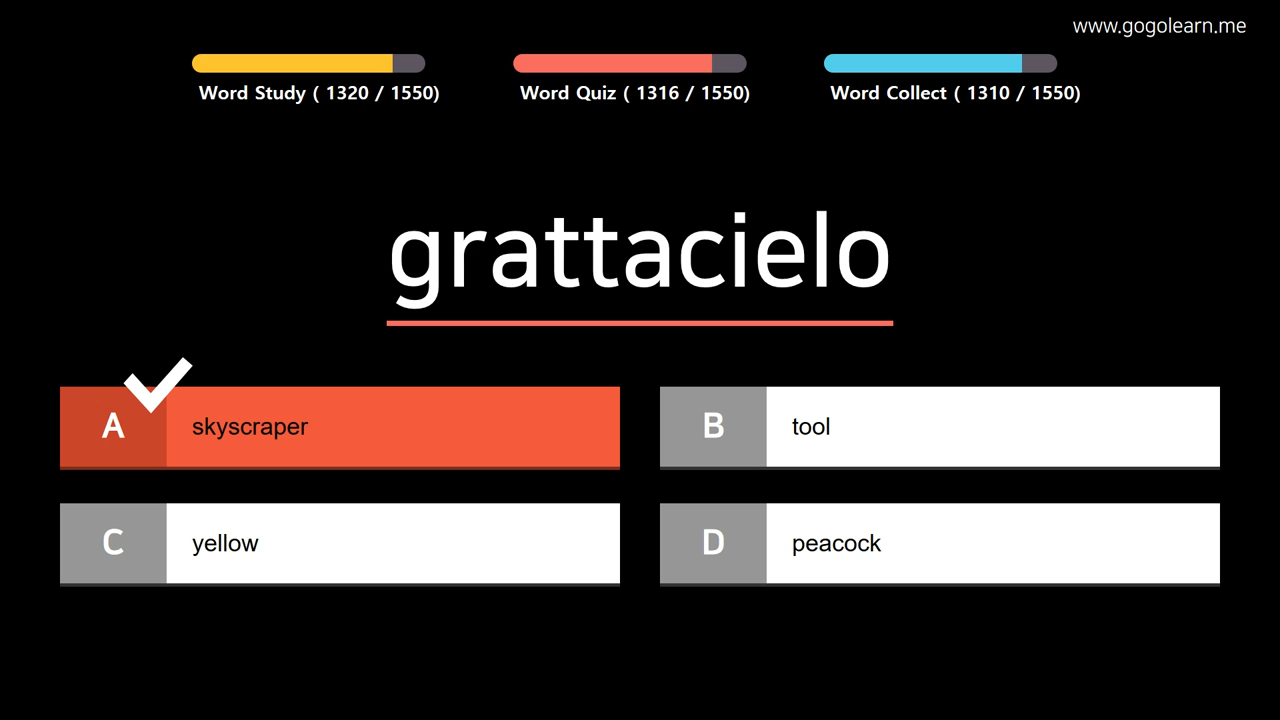 www.gogolearn.me
Word Study ( 1320 / 1550)
Word Quiz ( 1316 / 1550)
Word Collect ( 1310 / 1550)
grattacielo
A skyscraper
B tool
C yellow
D peacock